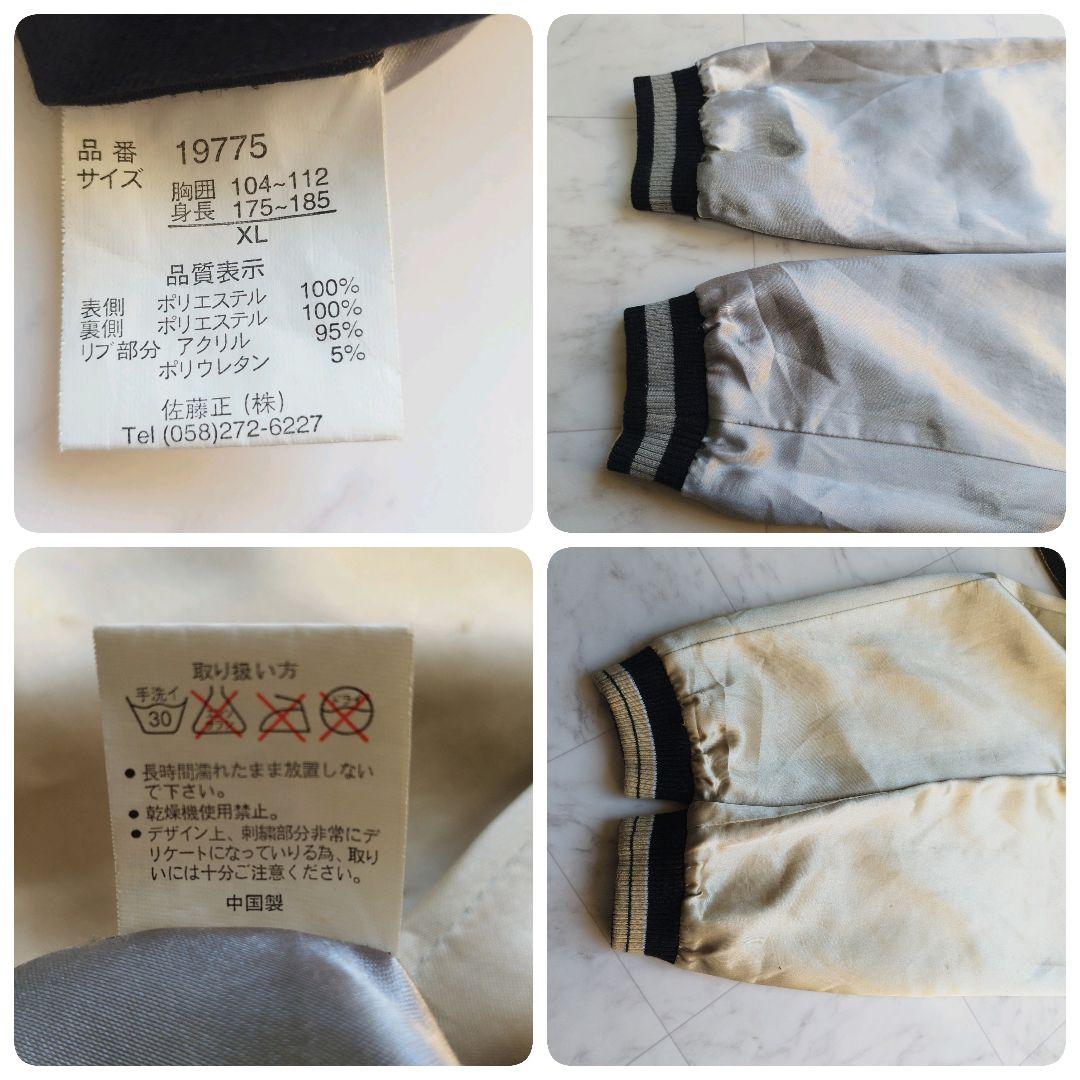 品番 19775
サイズ 胸囲 104~112
身長 175~185
XL
品質表示
表側 ポリエステル 100%
裏側 ポリエステル 100%
リブ部分 アクリル 95%
ポリウレタン 5%
佐藤正(株)
Tel (058)272-6227
取り扱い方
手洗イ
30
● 長時間濡れたまま放置しない
で下さい。
● 乾燥機使用禁止。
● デザイン上、刺繍部分非常にデ
リケートになっていりる為、取り
いには十分ご注意ください。
中国製